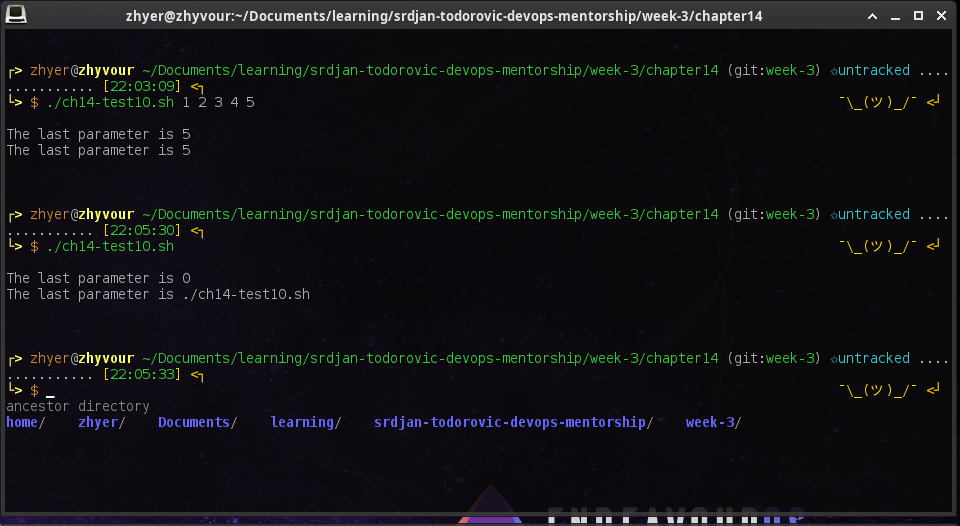 zhyer@zhyvour:~/Documents/learning/srdjan-todorovic-devops-mentorship/week-3/chapter14
┌> zhyer@zhyvour ~/Documents/learning/srdjan-todorovic-devops-mentorship/week-3/chapter14 (git:week-3) ✩untracked ....
........... [22:03:09] <┐
└> $ ./ch14-test10.sh 1 2 3 4 5 ¯\_(ツ)_/¯ <┘
The last parameter is 5
The last parameter is 5
┌> zhyer@zhyvour ~/Documents/learning/srdjan-todorovic-devops-mentorship/week-3/chapter14 (git:week-3) ✩untracked ....
........... [22:05:30] <┐
└> $ ./ch14-test10.sh ¯\_(ツ)_/¯ <┘
The last parameter is 0
The last parameter is ./ch14-test10.sh
┌> zhyer@zhyvour ~/Documents/learning/srdjan-todorovic-devops-mentorship/week-3/chapter14 (git:week-3) ✩untracked ....
........... [22:05:33] <┐
└> $ _ ¯\_(ツ)_/¯ <┘
ancestor directory
home/ zhyer/ Documents/ learning/ srdjan-todorovic-devops-mentorship/ week-3/
ENDEAVOUROS